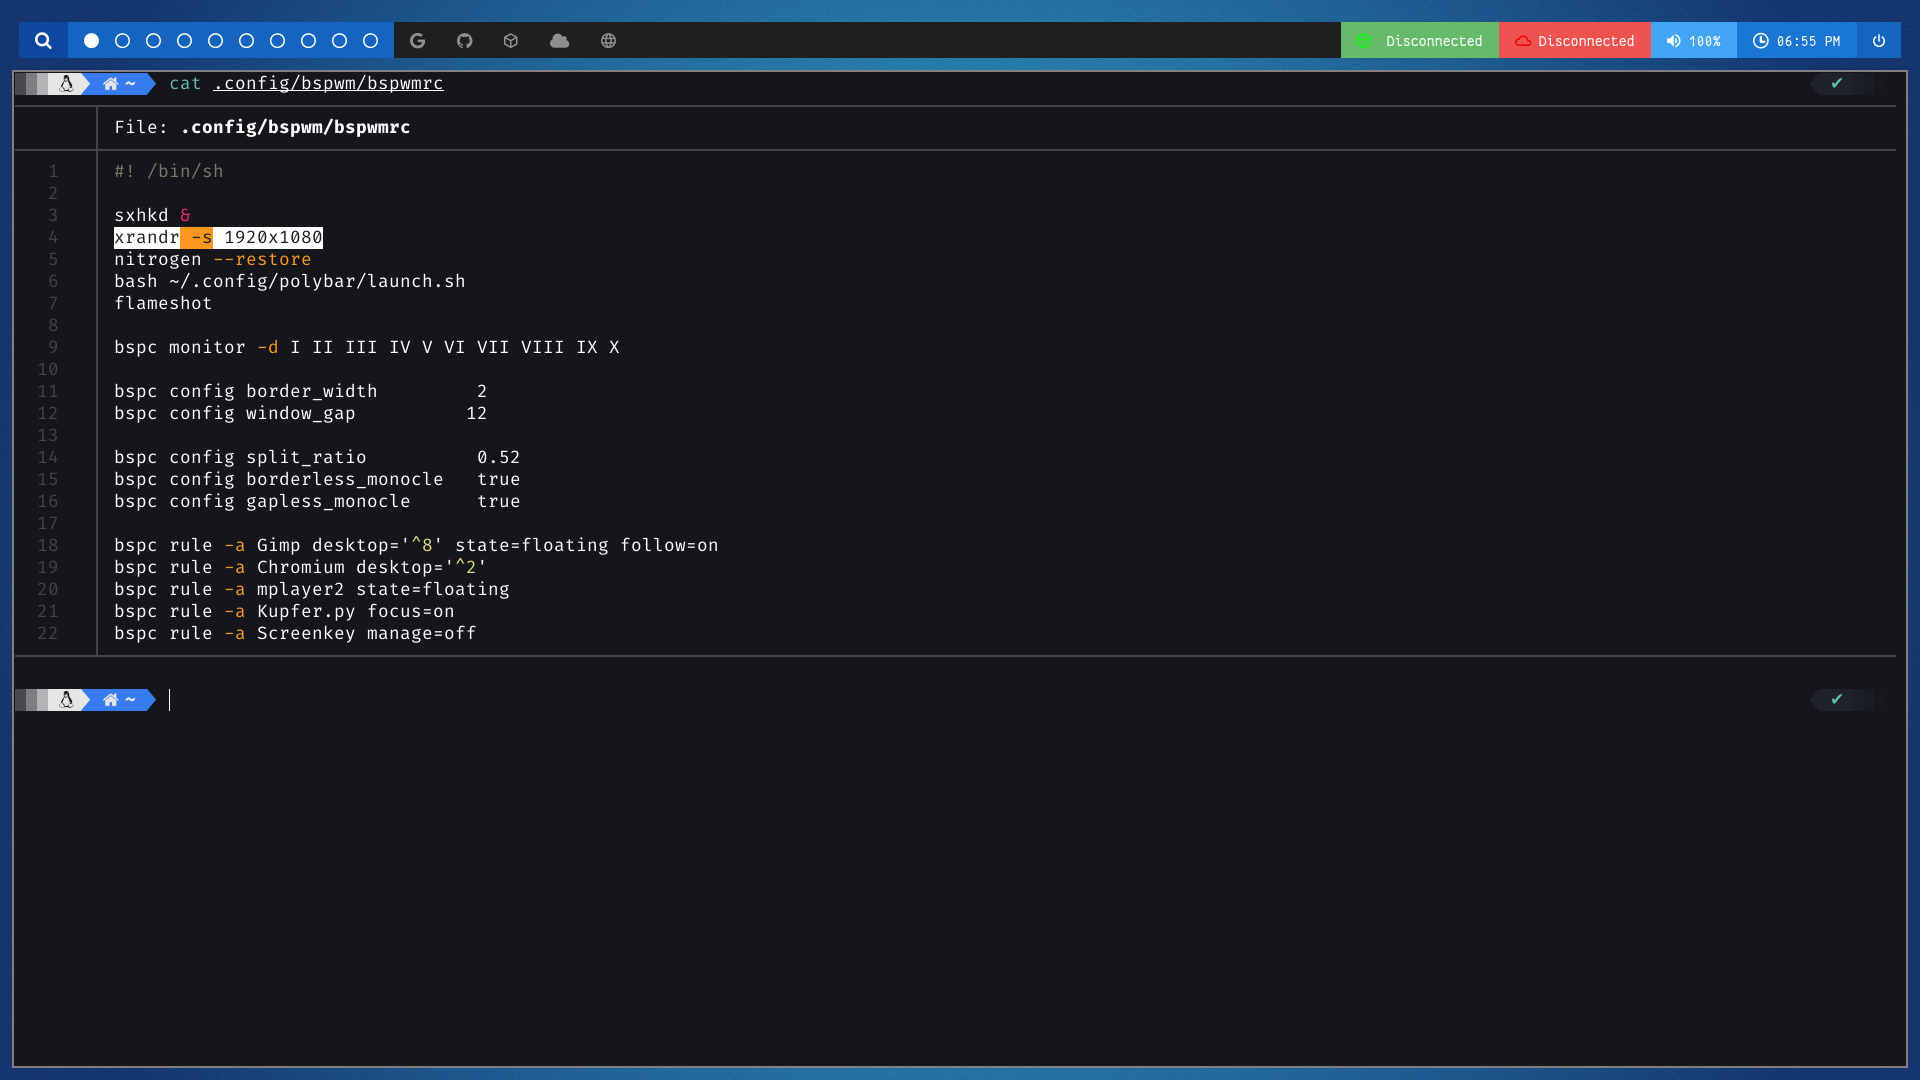 Disconnected Disconnected 100% 06:55 PM
~ cat .config/bspwm/bspwmrc ✔
File: .config/bspwm/bspwmrc
1 #! /bin/sh
2
3 sxhkd &
4 xrandr -s 1920x1080
5 nitrogen --restore
6 bash ~/.config/polybar/launch.sh
7 flameshot
8
9 bspc monitor -d I II III IV V VI VII VIII IX X
10
11 bspc config border_width 2
12 bspc config window_gap 12
13
14 bspc config split_ratio 0.52
15 bspc config borderless_monocle true
16 bspc config gapless_monocle true
17
18 bspc rule -a Gimp desktop='^8' state=floating follow=on
19 bspc rule -a Chromium desktop='^2'
20 bspc rule -a mplayer2 state=floating
21 bspc rule -a Kupfer.py focus=on
22 bspc rule -a Screenkey manage=off
~ ✔